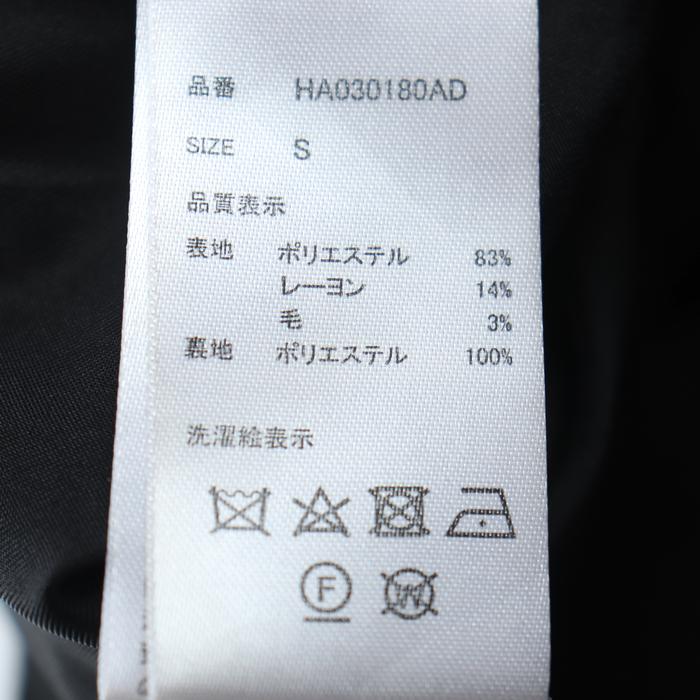 品番 HA030180AD
SIZE S
品質表示
表地 ポリエステル 83%
レーヨン 14%
毛 3%
裏地 ポリエステル 100%
洗濯絵表示
F
W